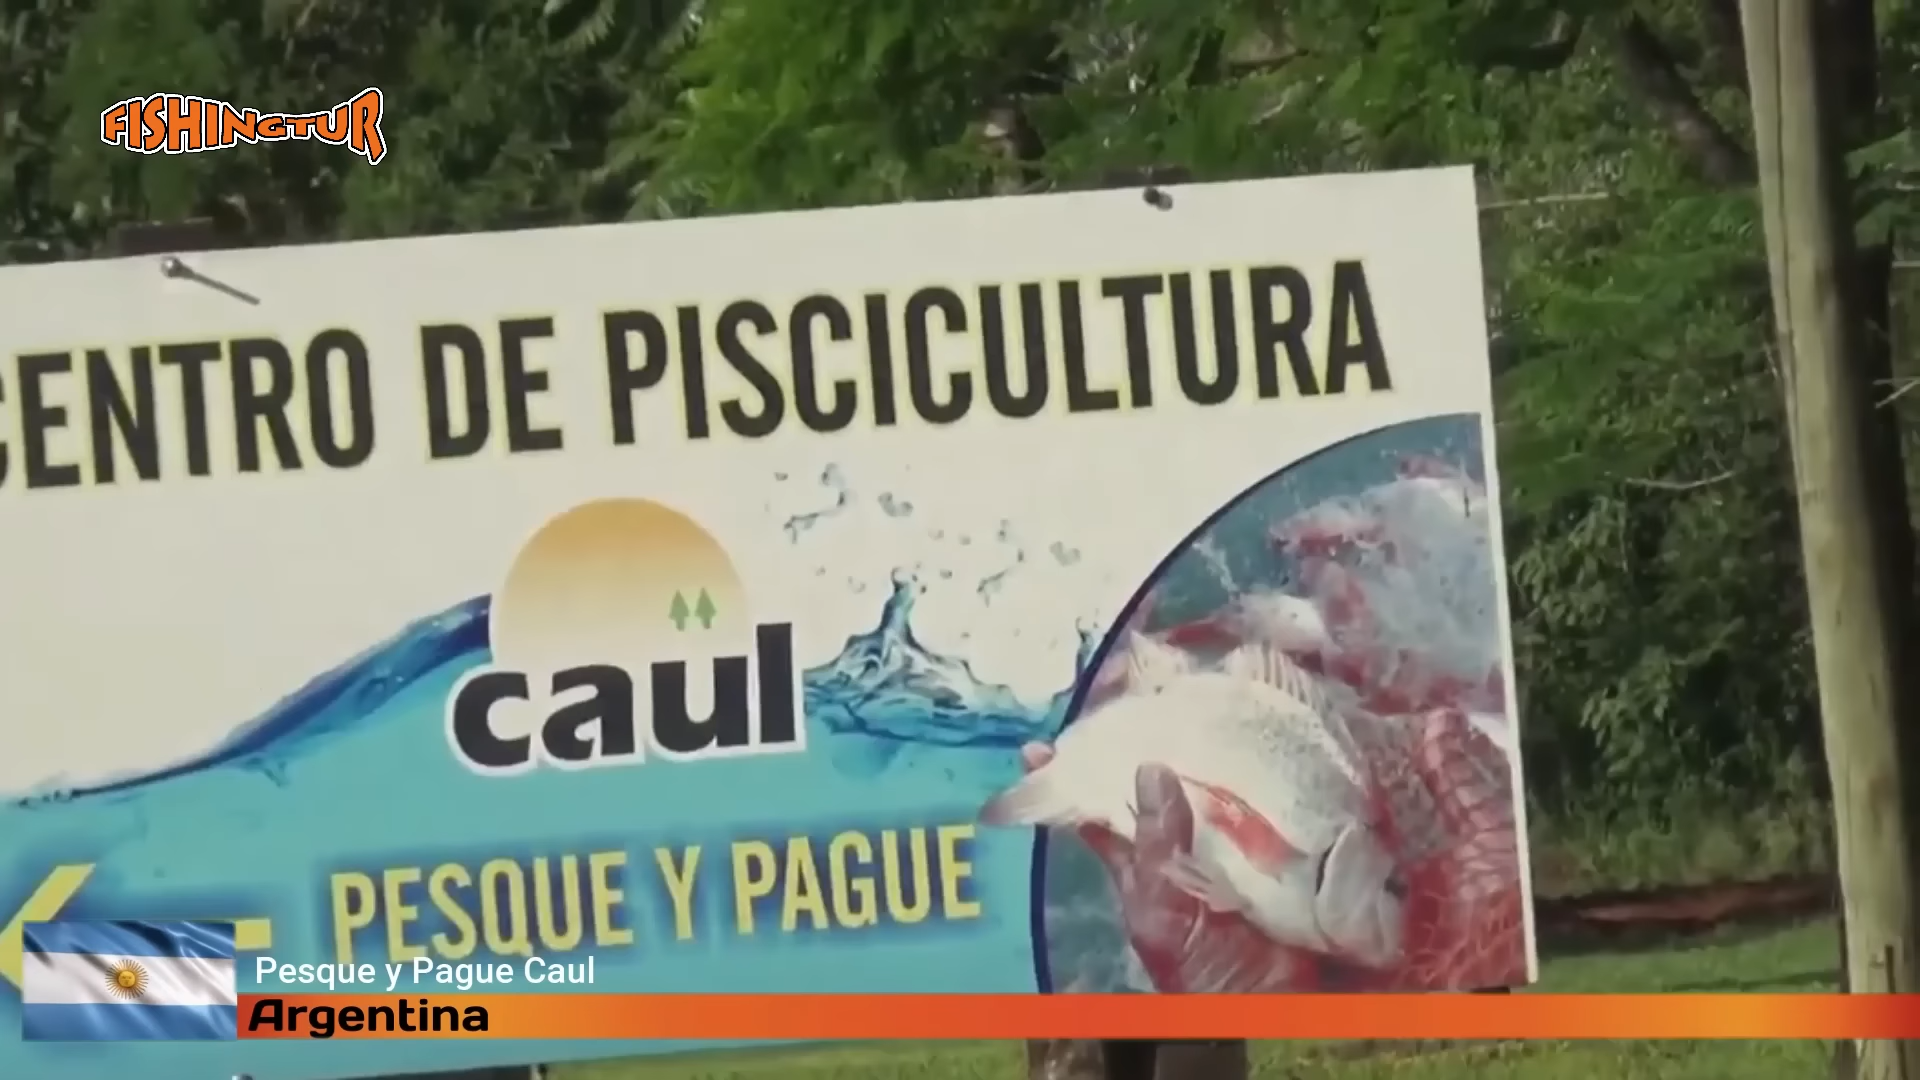 FISHINGTUR
CENTRO DE PISCICULTURA
caul
PESQUE Y PAGUE
Pesque y Pague Caul
Argentina